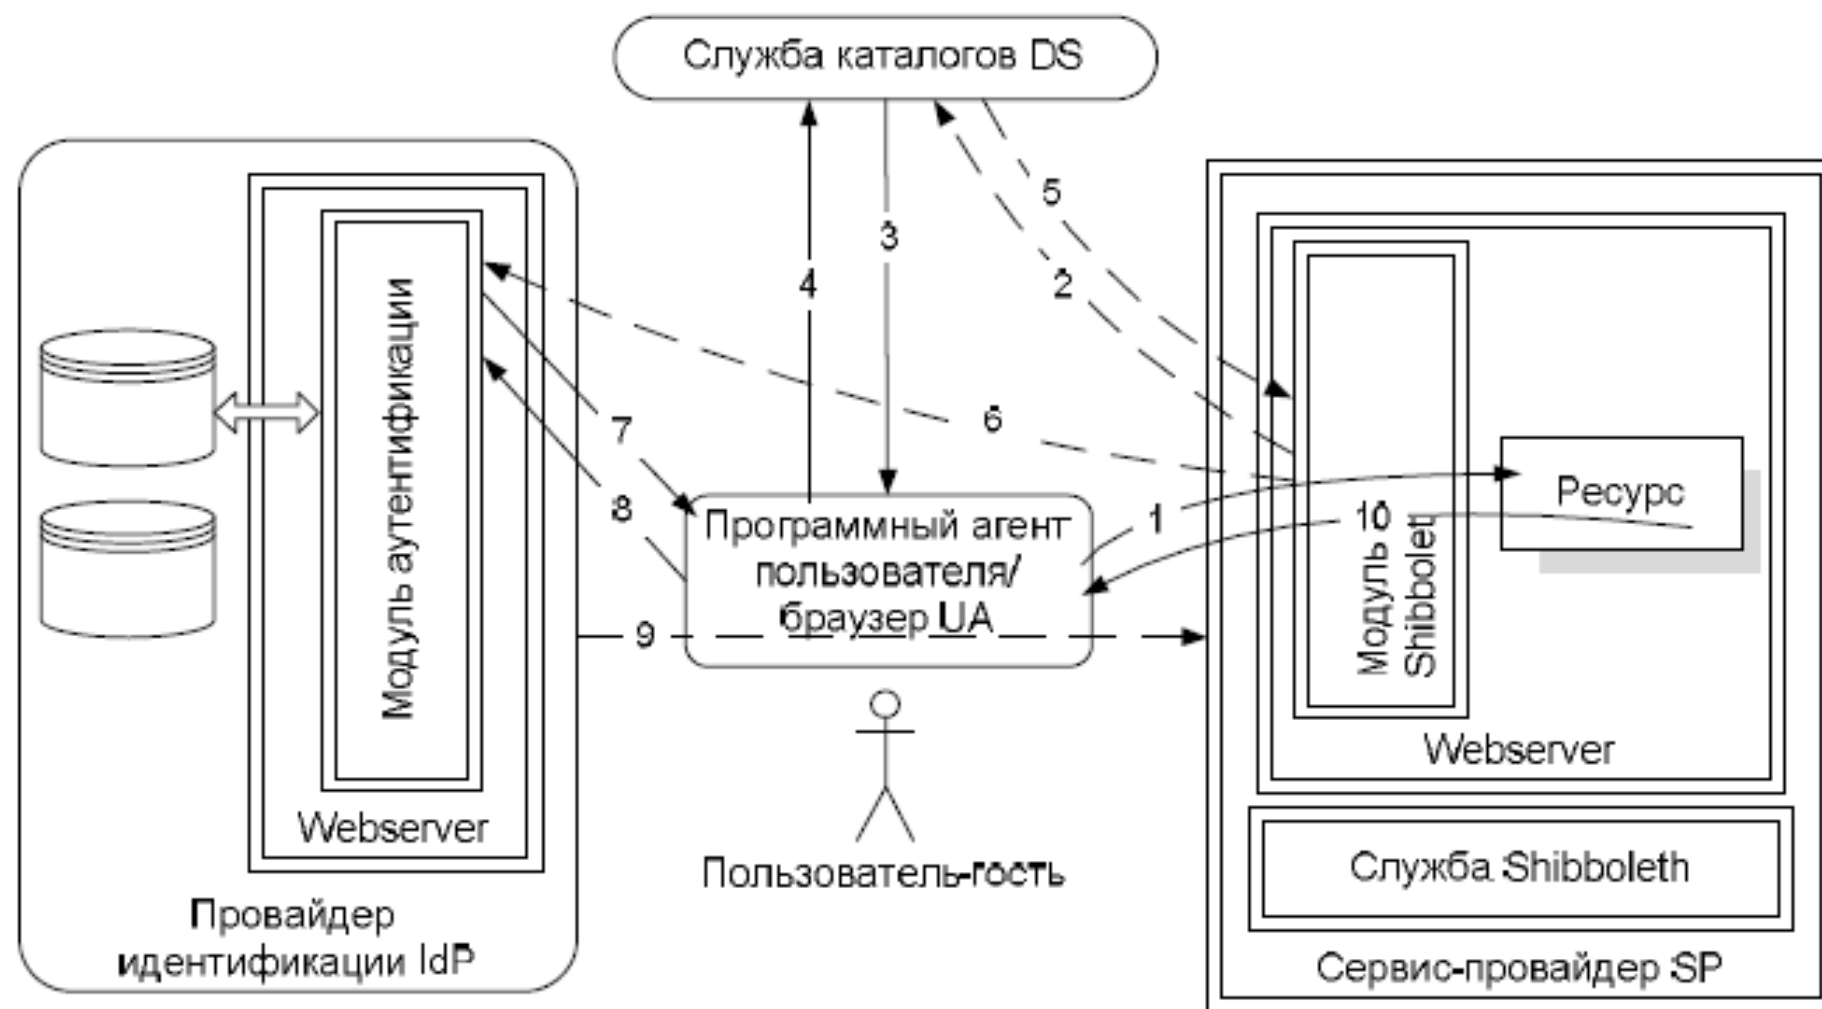 Служба каталогов DS
5
3
2
4
6
7
8
1
10
9
Модуль аутентификации
Webserver
Провайдер
идентификации IdP
Программный агент
пользователя/
браузер UA
Пользователь-гость
Ресурс
Модуль
Shibbolet
Webserver
Служба Shibboleth
Сервис-провайдер SP